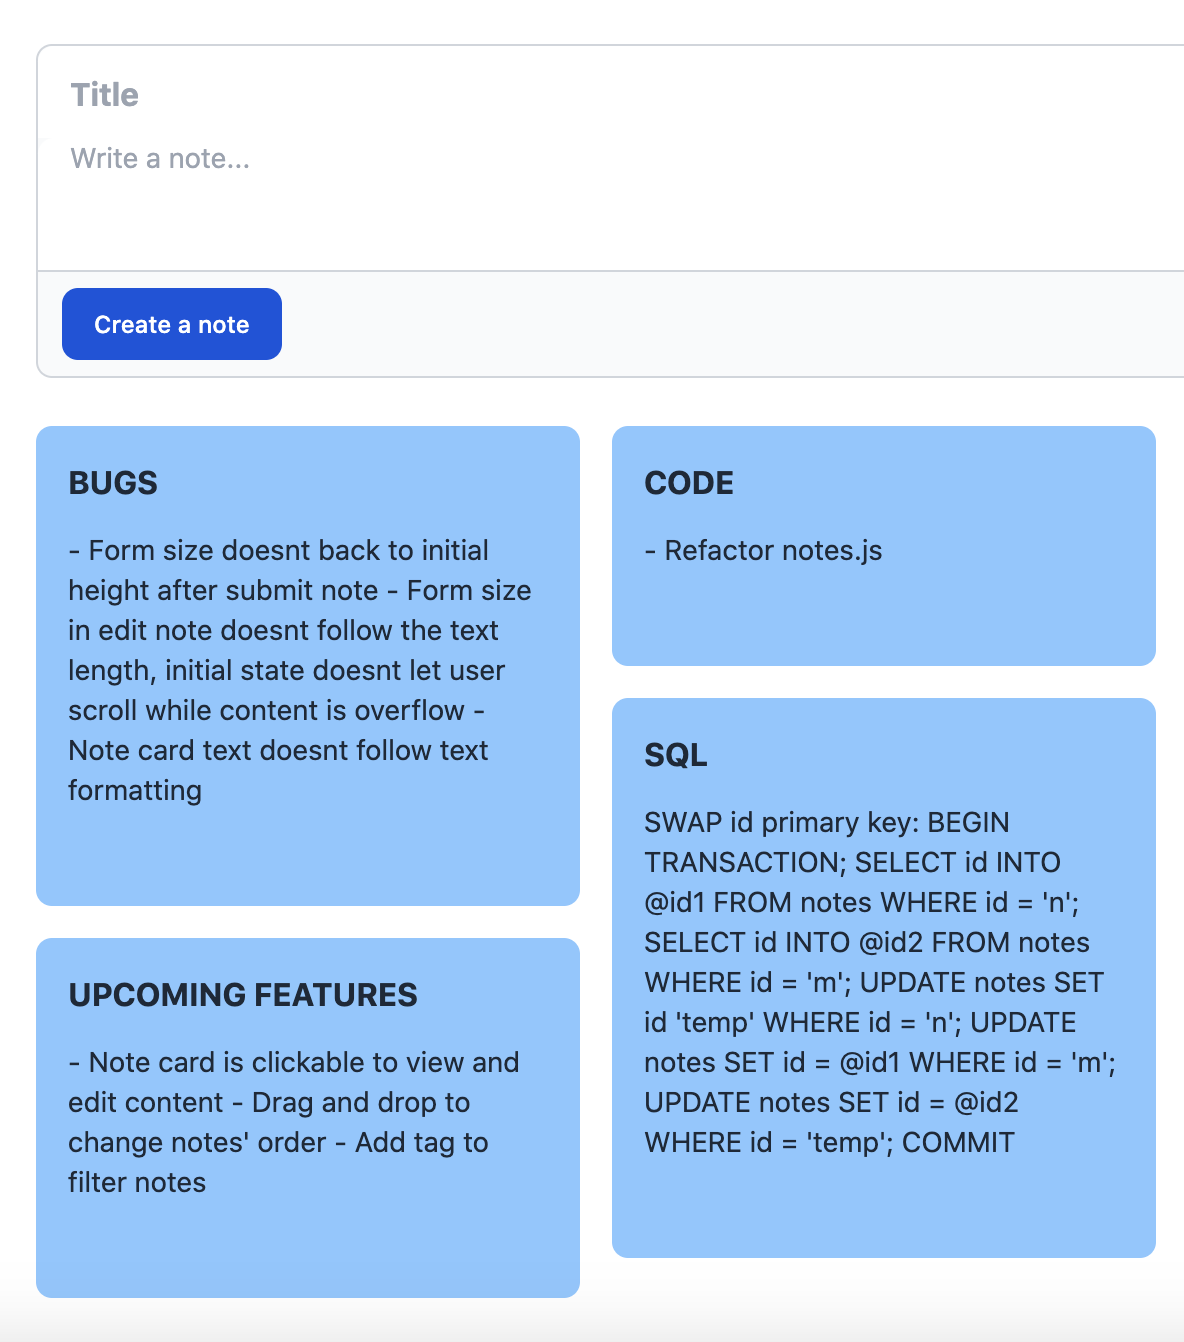 Title
Write a note...
Create a note
BUGS
- Form size doesnt back to initial
height after submit note - Form size
in edit note doesnt follow the text
length, initial state doesnt let user
scroll while content is overflow -
Note card text doesnt follow text
formatting
UPCOMING FEATURES
- Note card is clickable to view and
edit content - Drag and drop to
change notes' order - Add tag to
filter notes
CODE
- Refactor notes.js
SQL
SWAP id primary key: BEGIN
TRANSACTION; SELECT id INTO
@id1 FROM notes WHERE id = 'n';
SELECT id INTO @id2 FROM notes
WHERE id = 'm'; UPDATE notes SET
id 'temp' WHERE id = 'n'; UPDATE
notes SET id = @id1 WHERE id = 'm';
UPDATE notes SET id = @id2
WHERE id = 'temp'; COMMIT